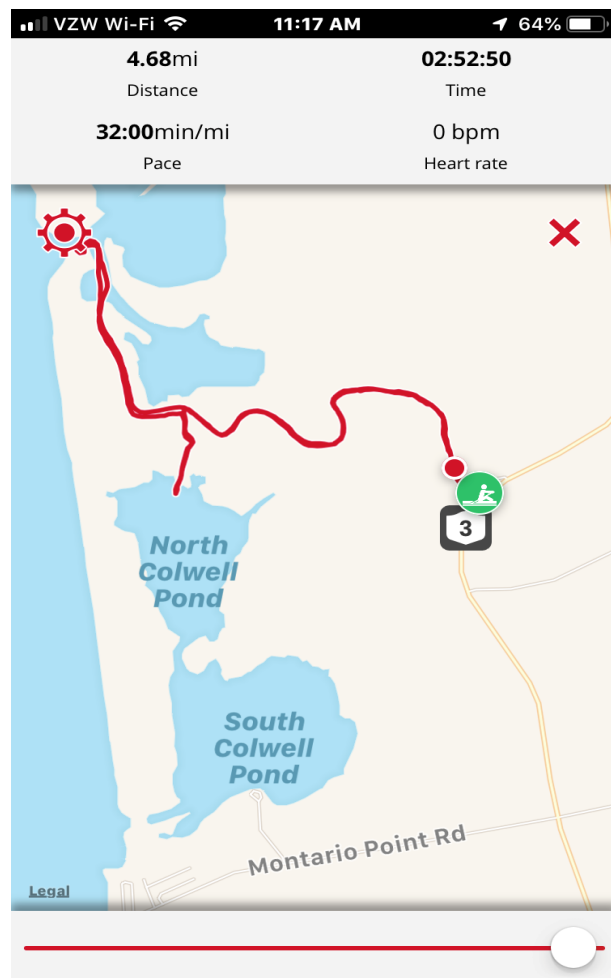 VZW Wi-Fi 11:17 AM 64%
4.68mi 02:52:50
Distance Time
32:00min/mi 0 bpm
Pace Heart rate
3
North
Colwell
Pond
South
Colwell
Pond
Montario Point Rd
Legal